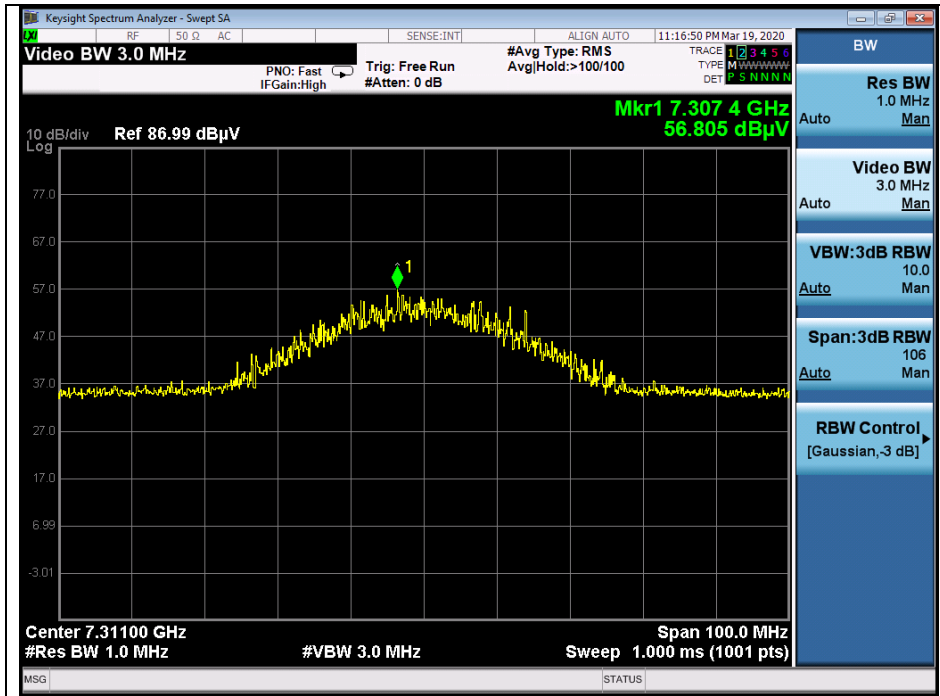 Keysight Spectrum Analyzer - Swept SA
LXI RF 50 Ω AC SENSE:INT ALIGN AUTO 11:16:50 PM Mar 19, 2020
Video BW 3.0 MHz
PNO: Fast
IFGain:High
Trig: Free Run
#Atten: 0 dB
#Avg Type: RMS
Avg|Hold:>100/100
TRACE 1 2 3 4 5 6
TYPE M W W W W W
DET P S N N N N
Mkr1 7.307 4 GHz
56.805 dBµV
10 dB/div Ref 86.99 dBµV
Log
77.0
67.0
1
57.0
47.0
37.0
27.0
17.0
6.99
-3.01
Center 7.31100 GHz Span 100.0 MHz
#Res BW 1.0 MHz #VBW 3.0 MHz Sweep 1.000 ms (1001 pts)
MSG STATUS
BW
Res BW
1.0 MHz
Auto Man
Video BW
3.0 MHz
Auto Man
VBW:3dB RBW
10.0
Auto Man
Span:3dB RBW
106
Auto Man
RBW Control
[Gaussian,-3 dB]